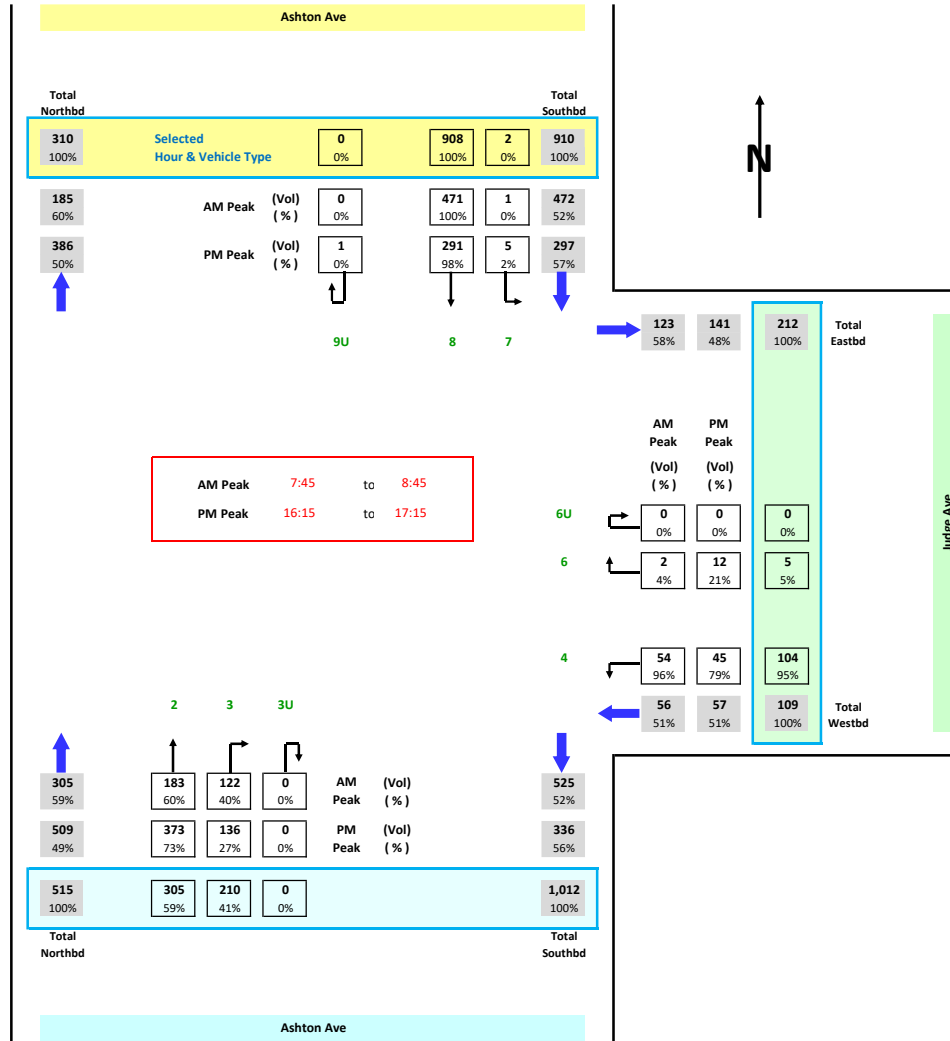 Ashton Ave
Total
Northbd
Total
Southbd
310
100%
Selected
Hour & Vehicle Type
0
0%
908
100%
2
0%
910
100%
N
185
60%
AM Peak
(Vol)
( % )
0
0%
471
100%
1
0%
472
52%
386
50%
PM Peak
(Vol)
( % )
1
0%
291
98%
5
2%
297
57%
9U
8
7
123
58%
141
48%
212
100%
Total
Eastbd
AM
Peak
(Vol)
( % )
PM
Peak
(Vol)
( % )
AM Peak 7:45 to 8:45
PM Peak 16:15 to 17:15
6U
0
0%
0
0%
0
0%
6
2
4%
12
21%
5
5%
Judge Ave
4
54
96%
45
79%
104
95%
56
51%
57
51%
109
100%
Total
Westbd
2
3
3U
305
59%
183
60%
122
40%
0
0%
AM
Peak
(Vol)
( % )
525
52%
509
49%
373
73%
136
27%
0
0%
PM
Peak
(Vol)
( % )
336
56%
515
100%
305
59%
210
41%
0
0%
1,012
100%
Total
Northbd
Total
Southbd
Ashton Ave